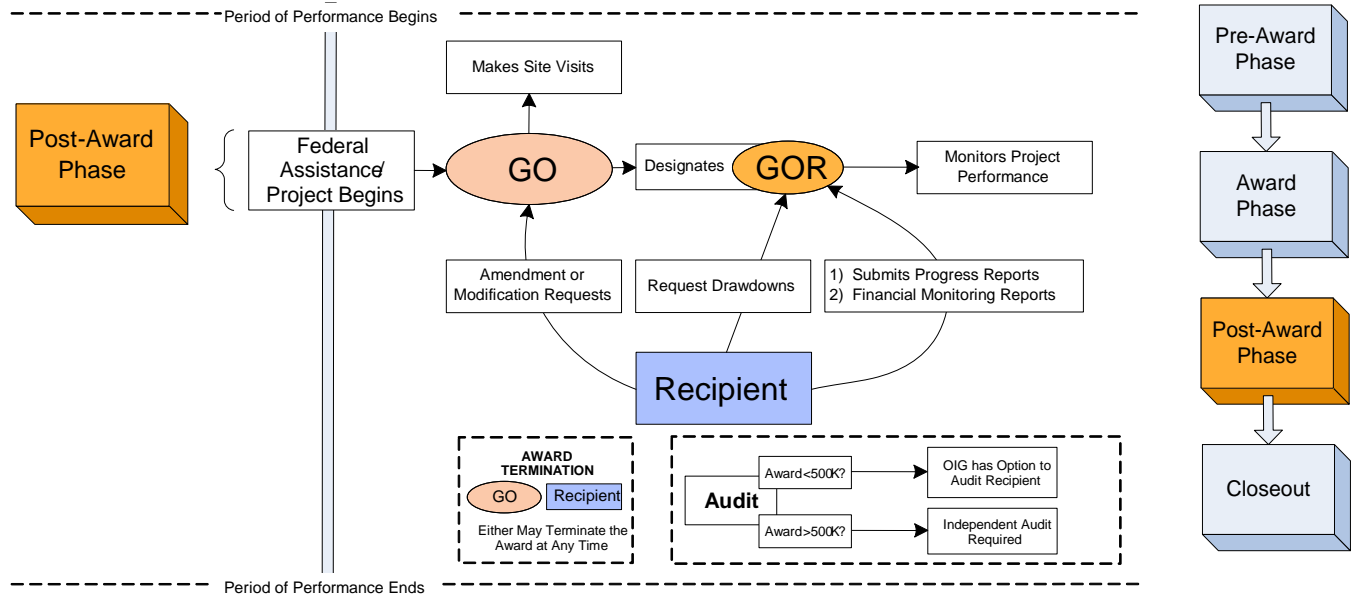 Period of Performance Begins
Post-Award
Phase
Federal
Assistance/
Project Begins
Makes Site Visits
GO
Designates
GOR
Monitors Project
Performance
Amendment or
Modification Requests
Request Drawdowns
1) Submits Progress Reports
2) Financial Monitoring Reports
Recipient
AWARD
TERMINATION
GO
Recipient
Either May Terminate the
Award at Any Time
Audit
Award<500K?
OIG has Option to
Audit Recipient
Award>500K?
Independent Audit
Required
Period of Performance Ends
Pre-Award
Phase
Award
Phase
Post-Award
Phase
Closeout